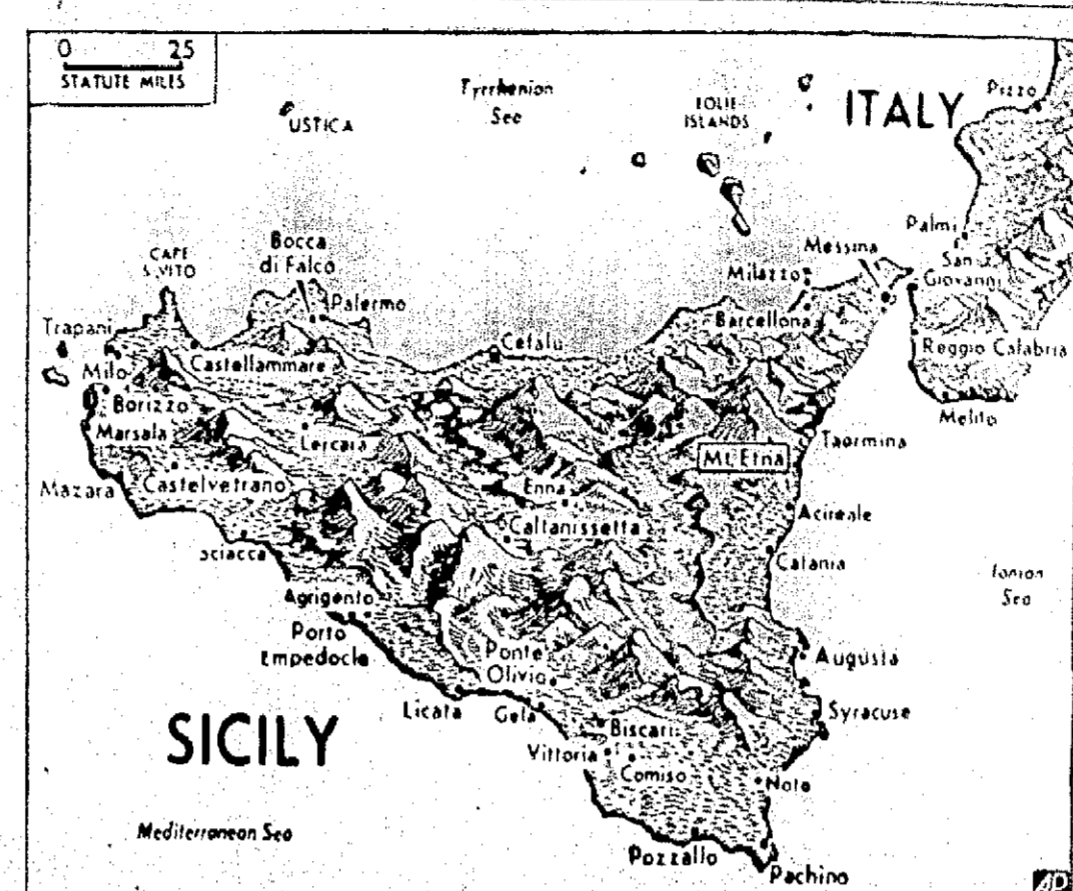 0 25
STATUTE MILES
Tyrrhenian
Sea
USTICA
EOLIE
ISLANDS
ITALY
Pizzo
CAPE
S. VITO
Bocca
di Falco
Palermo
Trapani
Milo
Castellammare
Borizzo
Marsala
Lercara
Mazara
Castelvetrano
Cefalu
Messina
Milazzo
Barcellona
Palmi
San
Giovanni
Reggio Calabria
Melito
Taormina
Mt. Etna
Enna
Caltanissetta
Acireale
Catania
Ionian
Sea
Sciacca
Agrigento
Porto
Empedocle
Ponte
Olivio
Licata
Gela
Augusta
Syracuse
SICILY
Biscari
Vittoria
Comiso
Noto
Mediterranean Sea
Pozzallo
Pachino
AP